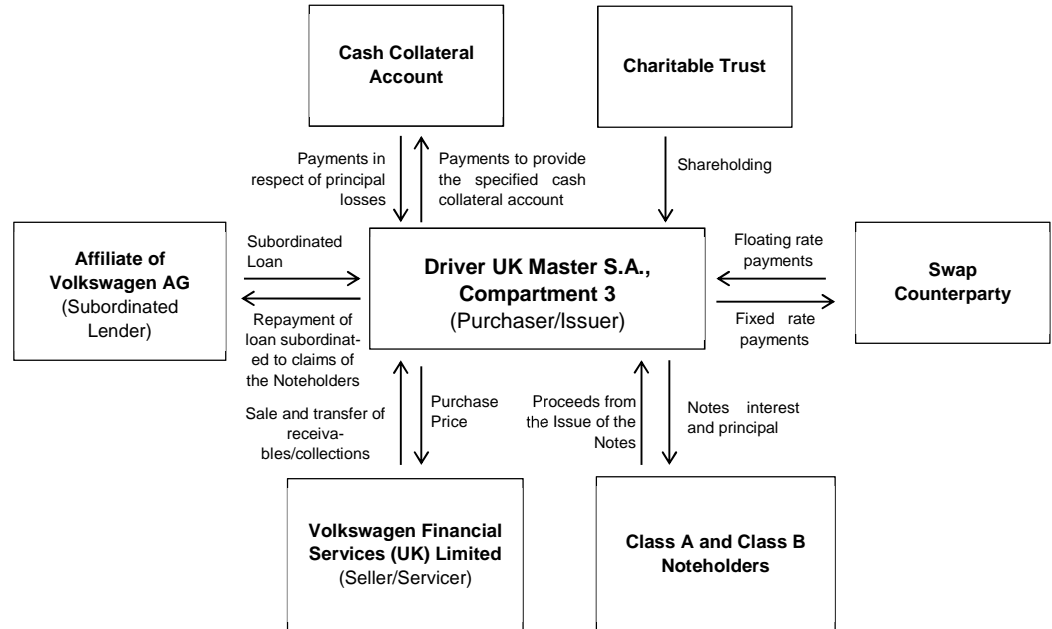 Cash Collateral
Account
Charitable Trust
Payments in
respect of principal
losses
Payments to provide
the specified cash
collateral account
Shareholding
Affiliate of
Volkswagen AG
(Subordinated
Lender)
Subordinated
Loan
Repayment of
loan subordinat-
ed to claims of
the Noteholders
Driver UK Master S.A.,
Compartment 3
(Purchaser/Issuer)
Floating rate
payments
Fixed rate
payments
Swap
Counterparty
Sale and transfer of
receiva-
bles/collections
Purchase
Price
Proceeds from
the Issue of the
Notes
Notes interest
and principal
Volkswagen Financial
Services (UK) Limited
(Seller/Servicer)
Class A and Class B
Noteholders